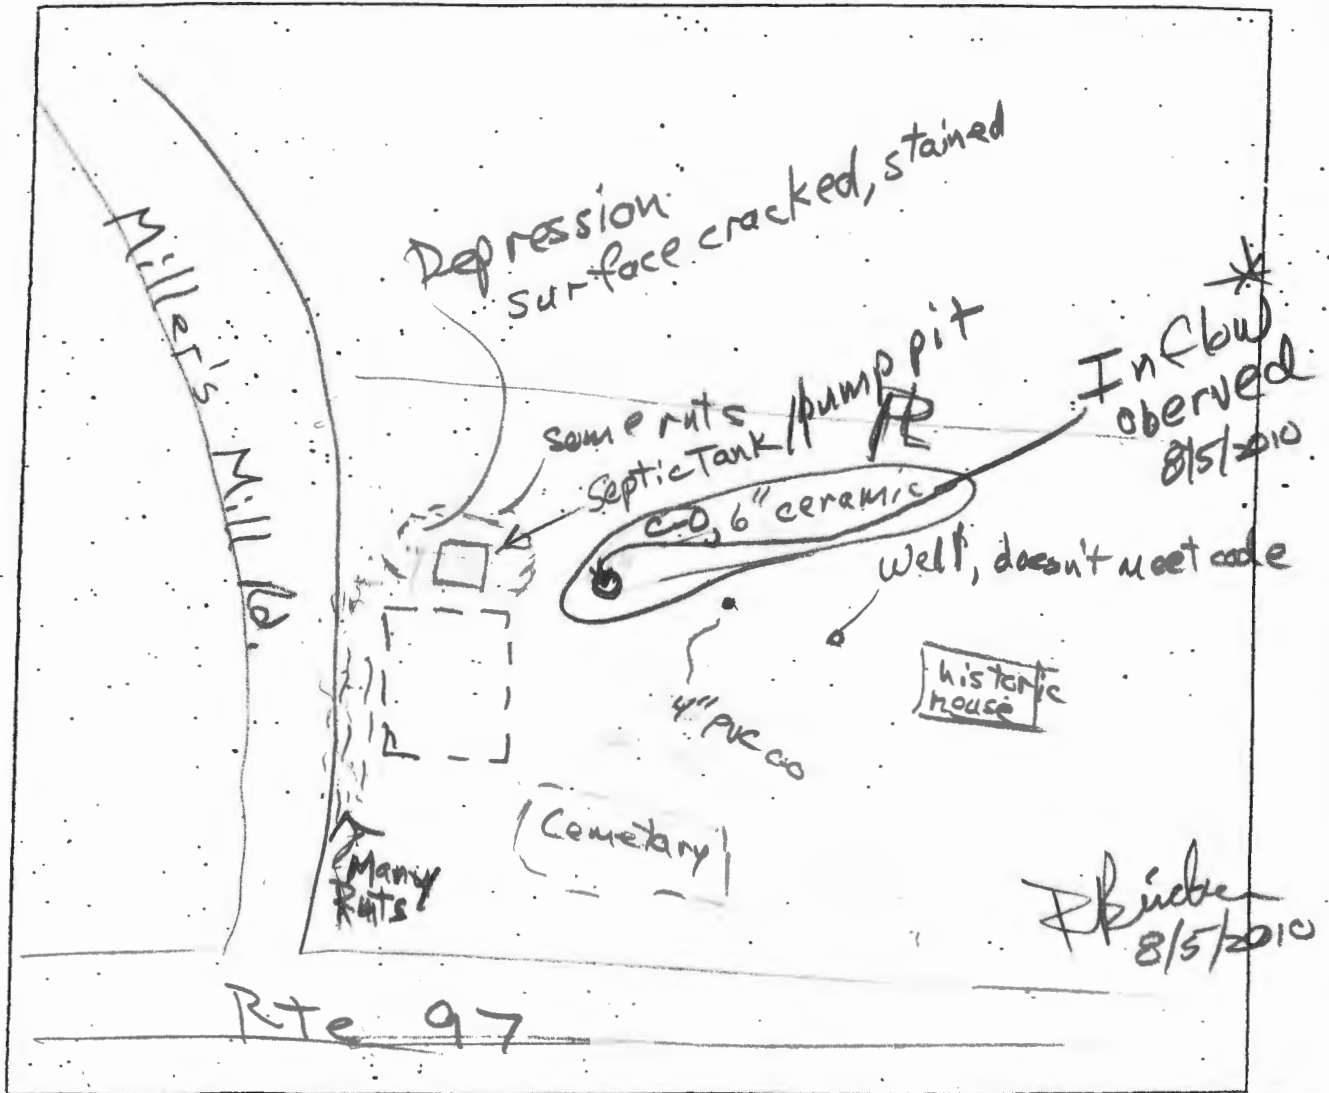 Depression
surface cracked, stained
Miller's Mill Rd.
*
Inflow
oberved
8/5/2010
some ruts
Septic Tank/pump pit
PL
c-o, 6" ceramic
Well, doesn't meet code
historic
house
4" PVC c-o
Cemetary
Many
Ruts
8/5/2010
Rte 97